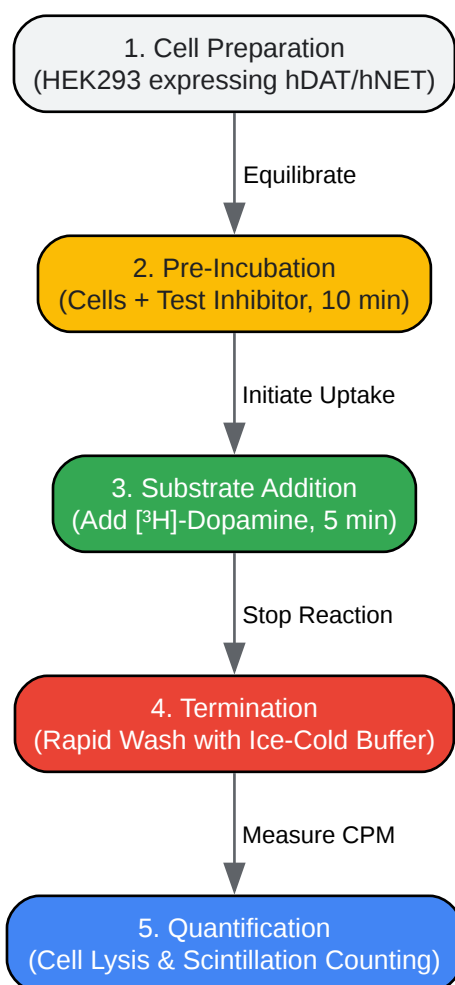 1. Cell Preparation
(HEK293 expressing hDAT/hNET)
Equilibrate
2. Pre-Incubation
(Cells + Test Inhibitor, 10 min)
Initiate Uptake
3. Substrate Addition
(Add [³H]-Dopamine, 5 min)
Stop Reaction
4. Termination
(Rapid Wash with Ice-Cold Buffer)
Measure CPM
5. Quantification
(Cell Lysis & Scintillation Counting)